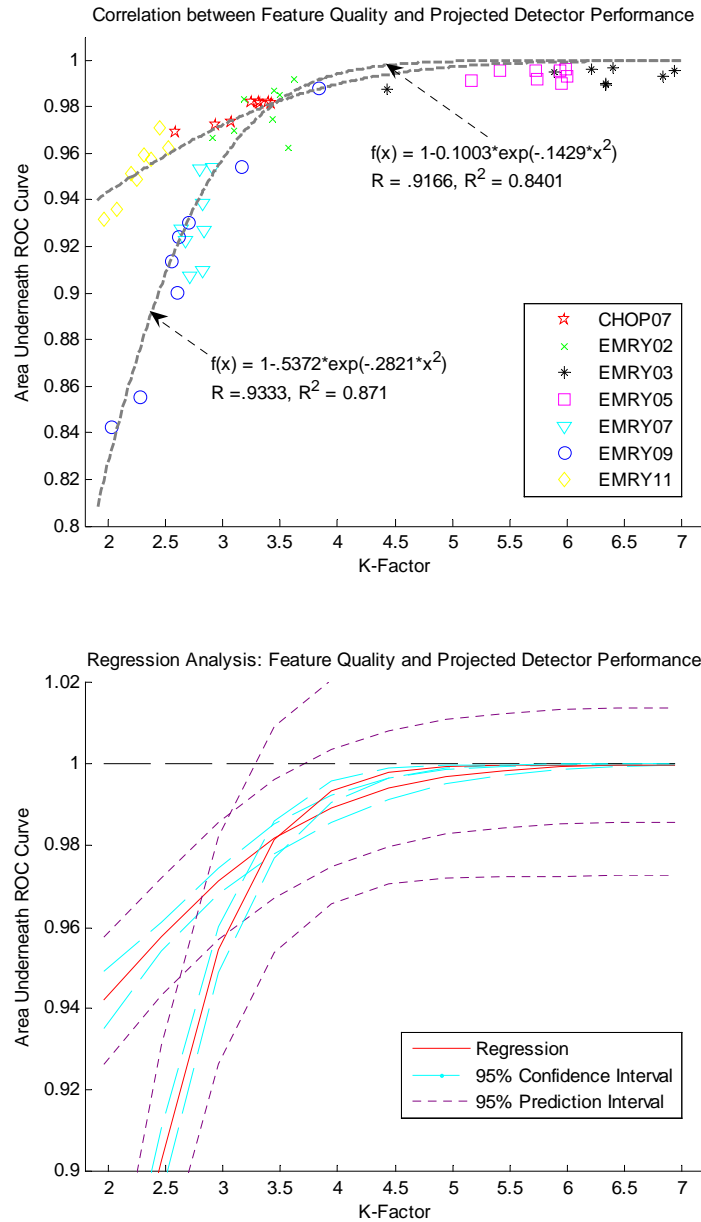 Correlation between Feature Quality and Projected Detector Performance
1
0.98
0.96
0.94
0.92
0.9
0.88
0.86
0.84
0.82
0.8
Area Underneath ROC Curve
f(x) = 1-0.1003*exp(-.1429*x²)
R = .9166, R² = 0.8401
f(x) = 1-.5372*exp(-.2821*x²)
R =.9333, R² = 0.871
CHOP07
EMRY02
EMRY03
EMRY05
EMRY07
EMRY09
EMRY11
2 2.5 3 3.5 4 4.5 5 5.5 6 6.5 7
K-Factor
Regression Analysis: Feature Quality and Projected Detector Performance
1.02
1
0.98
0.96
0.94
0.92
0.9
Area Underneath ROC Curve
Regression
95% Confidence Interval
95% Prediction Interval
2 2.5 3 3.5 4 4.5 5 5.5 6 6.5 7
K-Factor